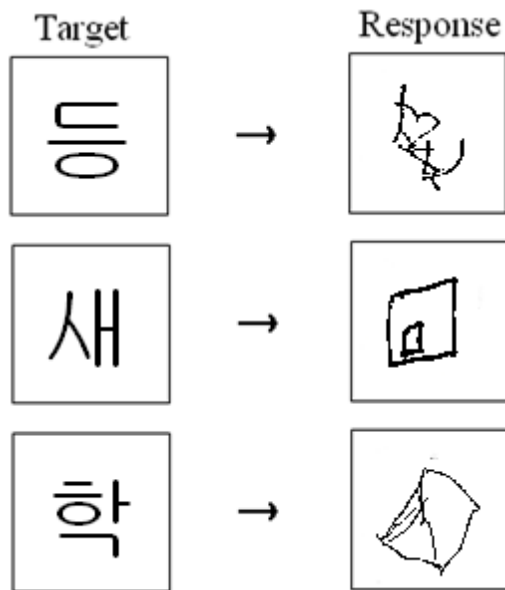 Target Response
등 →
새 →
학 →